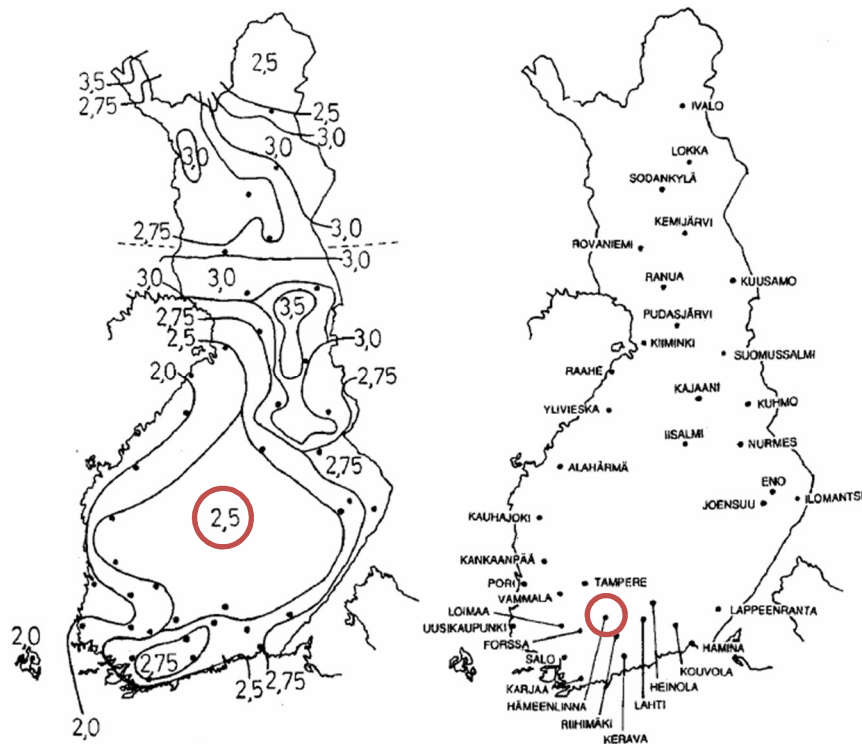 2,5
3,5
2,75
2,5
3,0
3,0
3,0
2,75
3,0
3,0
3,0
3,0
3,5
2,75
2,5
3,0
2,0
2,75
2,75
2,5
2,0
2,75
2,5
2,75
2,0
IVALO
LOKKA
SODANKYLÄ
KEMIJÄRVI
ROVANIEMI
RANUA
KUUSAMO
PUDASJÄRVI
KIIMINKI
SUOMUSSALMI
RAAHE
KAJAANI
KUHMO
YLIVIESKA
IISALMI
NURMES
ALAHÄRMÄ
ENO
ILOMANTSI
JOENSUU
KAUHAJOKI
KANKAANPÄÄ
PORI
TAMPERE
VAMMALA
LOIMAA
LAPPEENRANTA
UUSIKAUPUNKI
FORSSA
HAMINA
SALO
KOUVOLA
KARJAA
HEINOLA
HÄMEENLINNA
LAHTI
RIIHIMÄKI
KERAVA